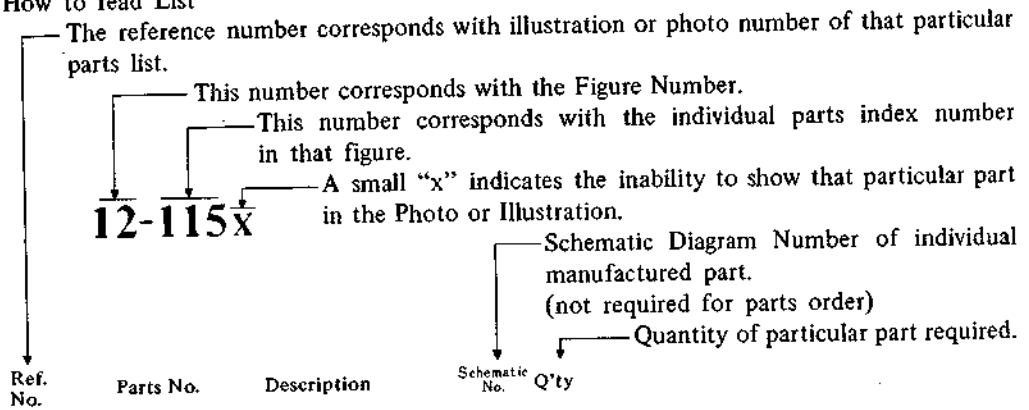 How to read List
The reference number corresponds with illustration or photo number of that particular
parts list.
This number corresponds with the Figure Number.
This number corresponds with the individual parts index number
in that figure.
A small “x” indicates the inability to show that particular part
in the Photo or Illustration.
12-115x
Schematic Diagram Number of individual
manufactured part.
(not required for parts order)
Quantity of particular part required.
Ref. No. Parts No. Description Schematic No. Q'ty